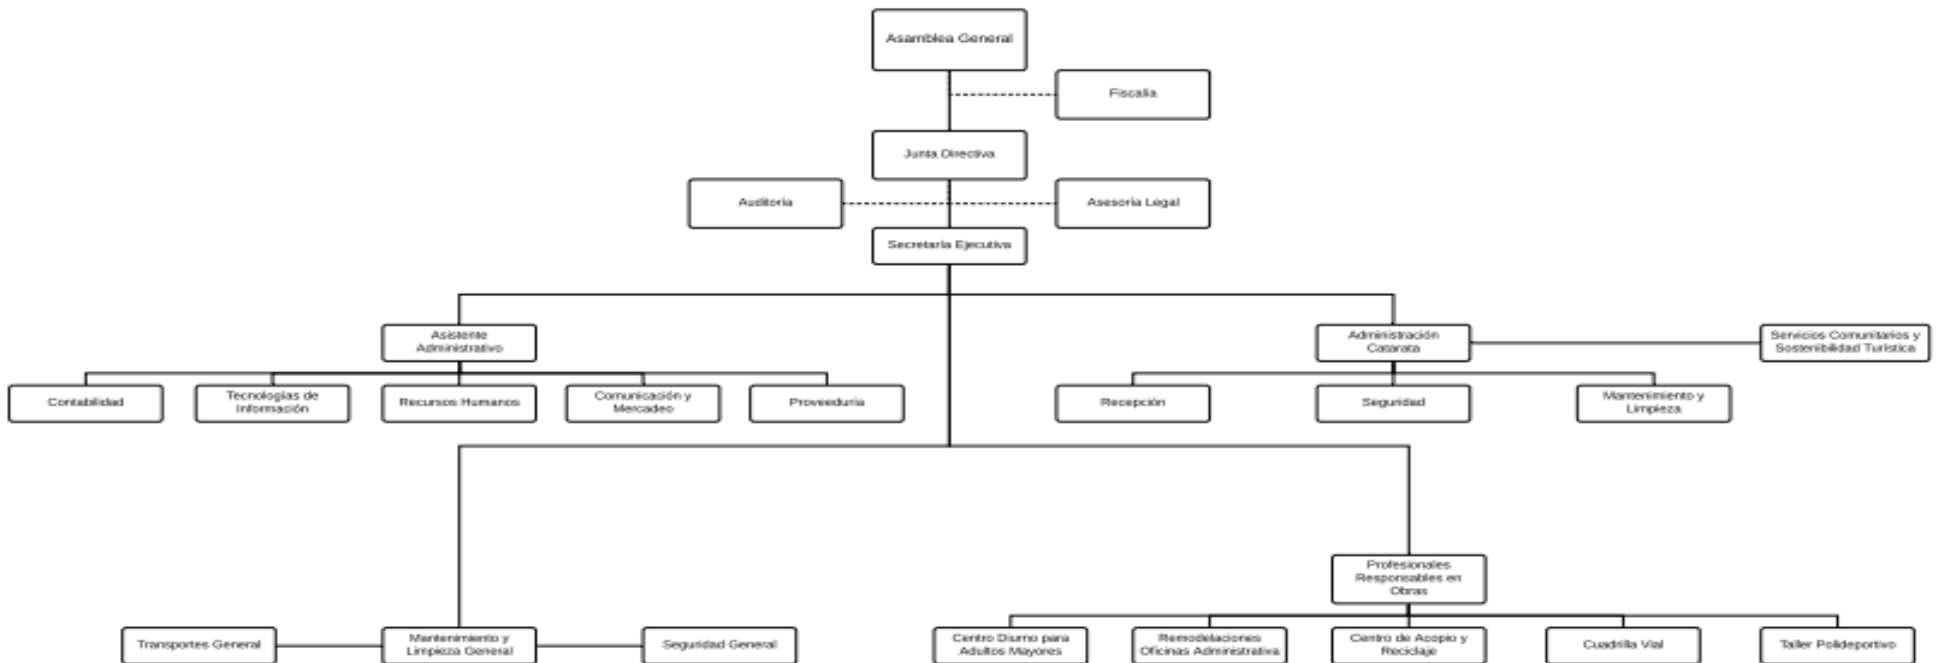 Asamblea General
Fiscalía
Junta Directiva
Auditoría
Asesoría Legal
Secretaría Ejecutiva
Asistente
Administrativo
Administración
Catarata
Servicios Comunitarios y
Sostenibilidad Turística
Contabilidad
Tecnologías de
Información
Recursos Humanos
Comunicación y
Mercadeo
Proveeduría
Recepción
Seguridad
Mantenimiento y
Limpieza
Profesionales
Responsables en
Obras
Transportes General
Mantenimiento y
Limpieza General
Seguridad General
Centro Diurno para
Adultos Mayores
Remodelaciones
Oficinas Administrativa
Centro de Acopio y
Reciclaje
Cuadrilla Vial
Taller Polideportivo